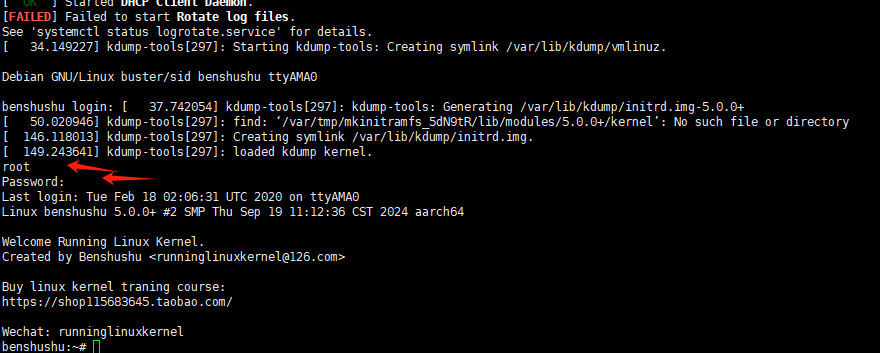 [  OK  ] Started DHCP Client Daemon.
[FAILED] Failed to start Rotate log files.
See 'systemctl status logrotate.service' for details.
[   34.149227] kdump-tools[297]: Starting kdump-tools: Creating symlink /var/lib/kdump/vmlinuz.
Debian GNU/Linux buster/sid benshushu ttyAMA0
benshushu login: [   37.742054] kdump-tools[297]: kdump-tools: Generating /var/lib/kdump/initrd.img-5.0.0+
[   50.020946] kdump-tools[297]: find: ‘/var/tmp/mkinitramfs_5dN9tR/lib/modules/5.0.0+/kernel’: No such file or directory
[  146.118013] kdump-tools[297]: Creating symlink /var/lib/kdump/initrd.img.
[  149.243641] kdump-tools[297]: loaded kdump kernel.
root
Password:
Last login: Tue Feb 18 02:06:31 UTC 2020 on ttyAMA0
Linux benshushu 5.0.0+ #2 SMP Thu Sep 19 11:12:36 CST 2024 aarch64
Welcome Running Linux Kernel.
Created by Benshushu <runninglinuxkernel@126.com>
Buy linux kernel traning course:
https://shop115683645.taobao.com/
Wechat: runninglinuxkernel
benshushu:~#